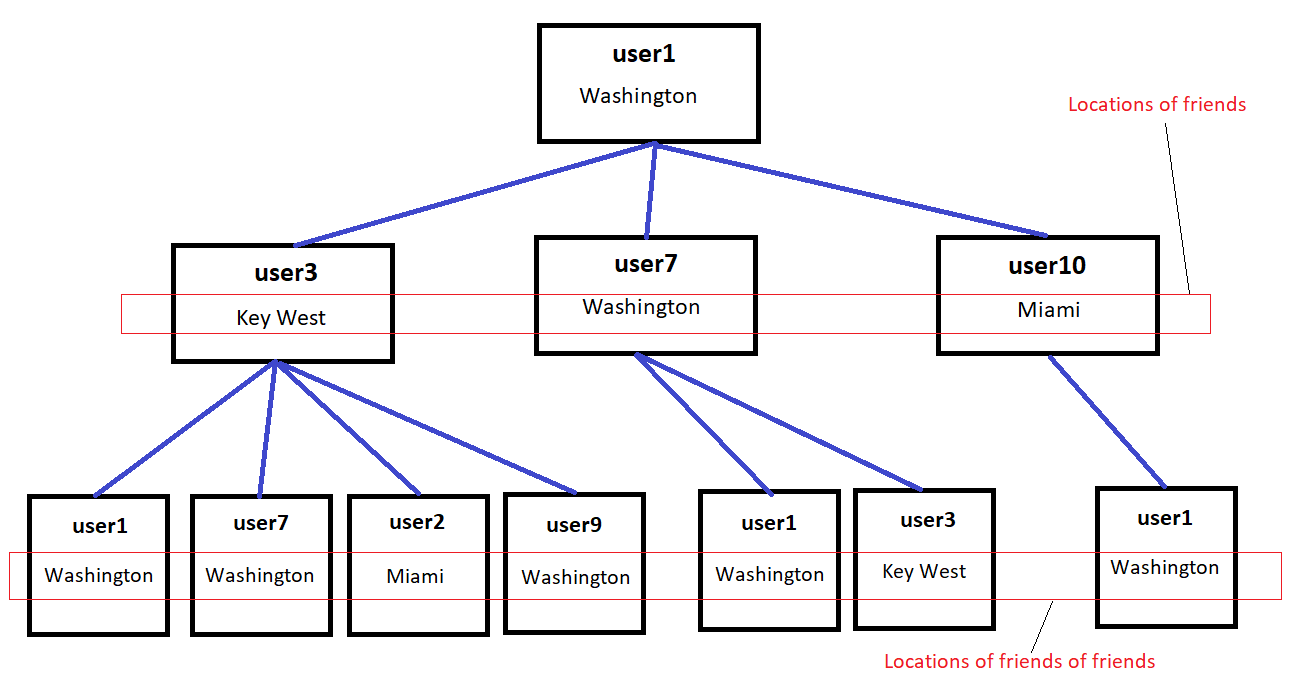 user1
Washington
Locations of friends
user3
Key West
user7
Washington
user10
Miami
user1
Washington
user7
Washington
user2
Miami
user9
Washington
user1
Washington
user3
Key West
user1
Washington
Locations of friends of friends